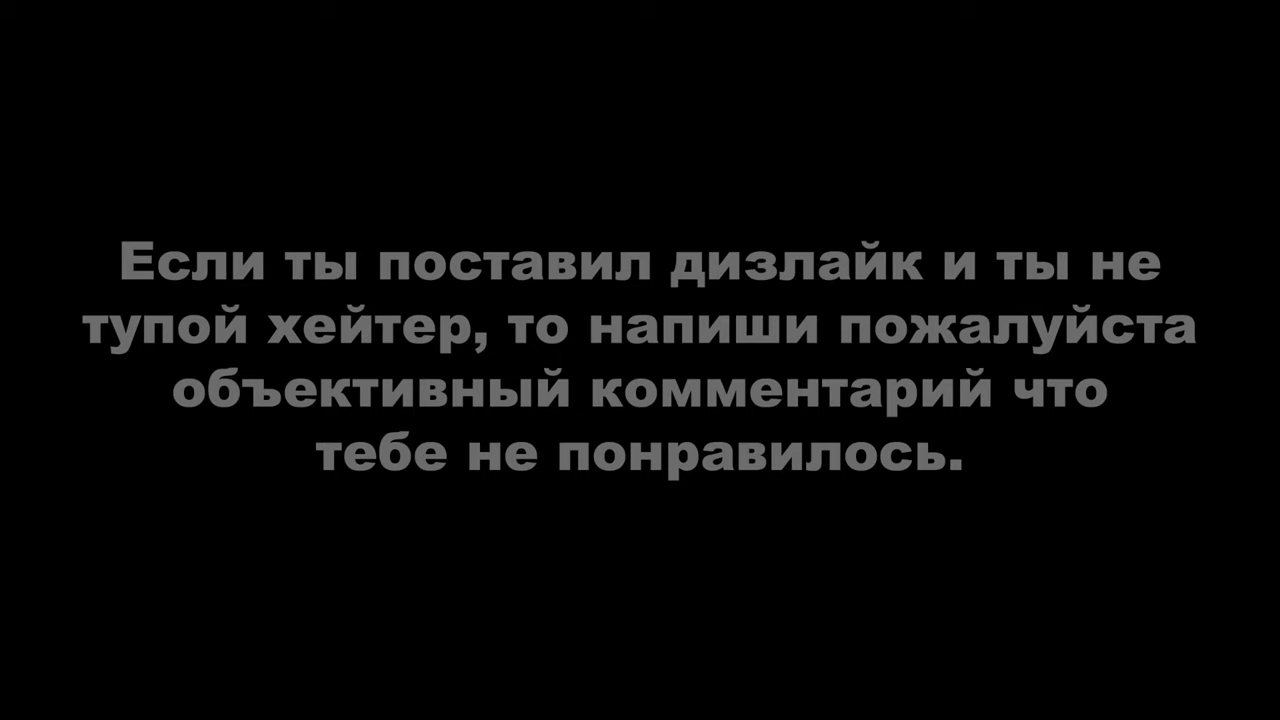 Если ты поставил дизлайк и ты не
тупой хейтер, то напиши пожалуйста
объективный комментарий что
тебе не понравилось.